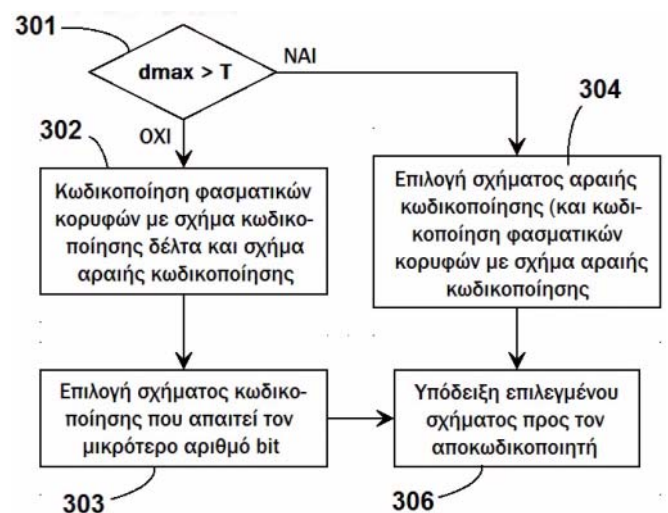 301
dmax > T
ΝΑΙ
ΟΧΙ
302
304
Κωδικοποίηση φασματικών
κορυφών με σχήμα κωδικο-
ποίησης δέλτα και σχήμα
αραιής κωδικοποίησης
Επιλογή σχήματος αραιής
κωδικοποίησης (και κωδι-
κοποίηση φασματικών
κορυφών με σχήμα αραιής
κωδικοποίησης
Επιλογή σχήματος κωδικο-
ποίησης που απαιτεί τον
μικρότερο αριθμό bit
Υπόδειξη επιλεγμένου
σχήματος προς τον
αποκωδικοποιητή
303
306